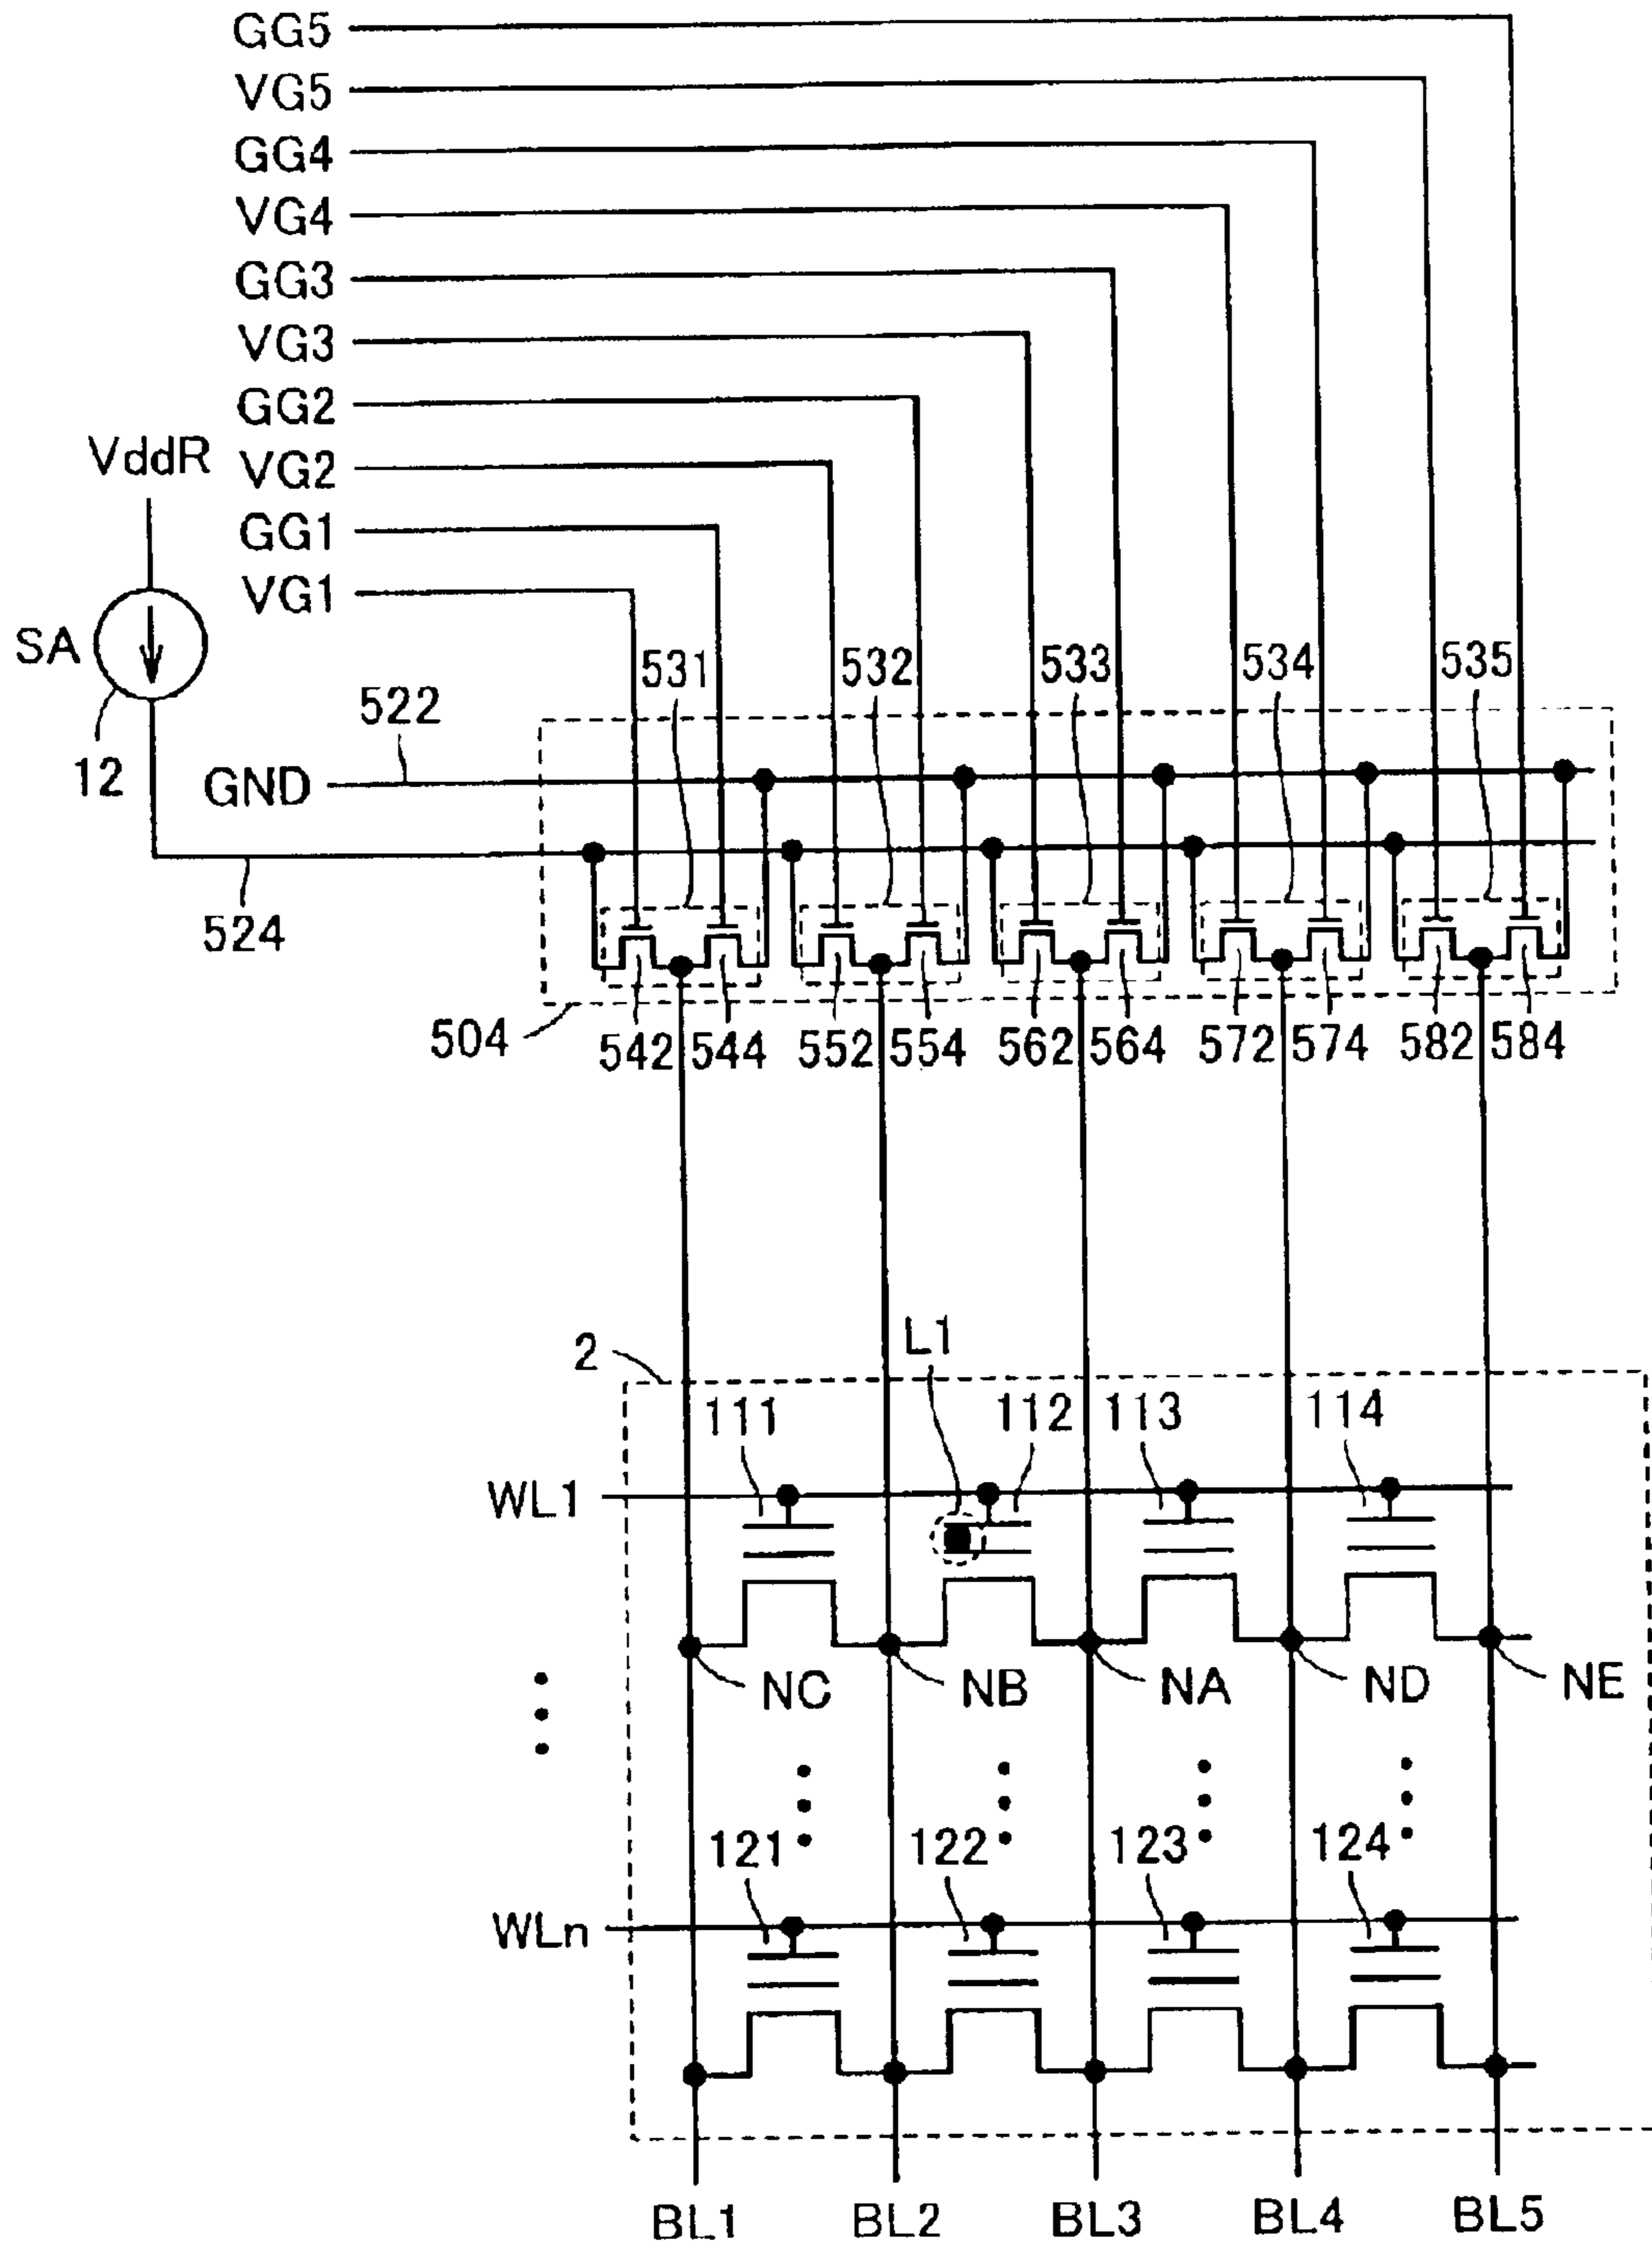 GG5
VG5
GG4
VG4
GG3
VG3
GG2
VddR VG2
GG1
VG1
SA
531 532 533 534 535
522
12
GND
524
504
542 544 552 554 562 564 572 574 582 584
2 L1
111 112 113 114
WL1
NC NB NA ND NE
121 122 123 124
WLn
BL1 BL2 BL3 BL4 BL5